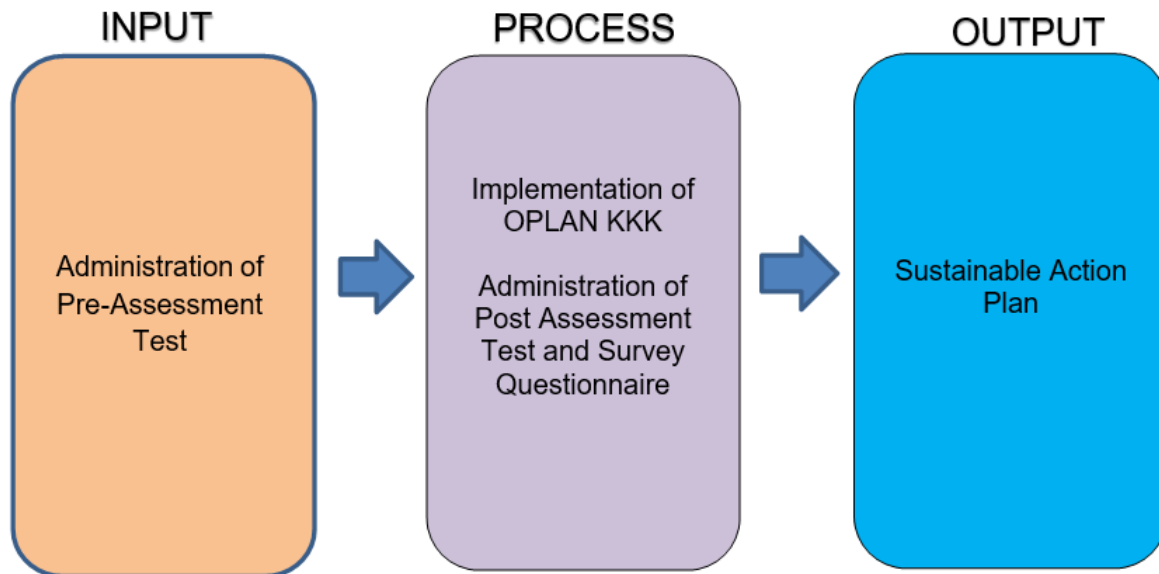 INPUT
PROCESS
OUTPUT
Administration of
Pre-Assessment
Test
Implementation of
OPLAN KKK
Administration of
Post Assessment
Test and Survey
Questionnaire
Sustainable Action
Plan